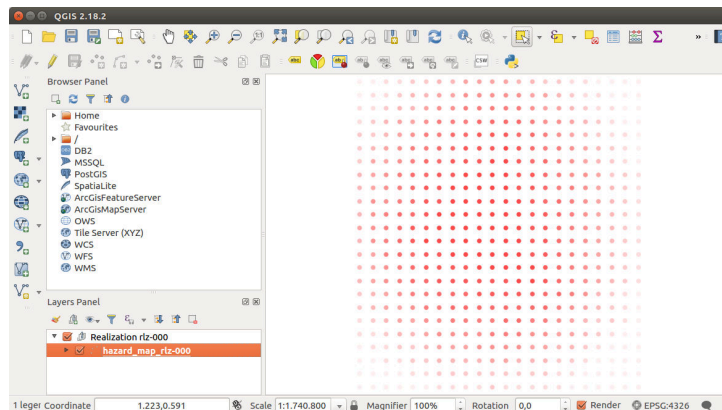 QGIS 2.18.2
Browser Panel
Home
Favourites
/
DB2
MSSQL
PostGIS
SpatiaLite
ArcGisFeatureServer
ArcGisMapServer
OWS
Tile Server (XYZ)
WCS
WFS
WMS
Layers Panel
Realization rlz-000
hazard_map_rlz-000
1 leger Coordinate 1.223,0.591 Scale 1:1.740.800 Magnifier 100% Rotation 0,0 Render EPSG:4326